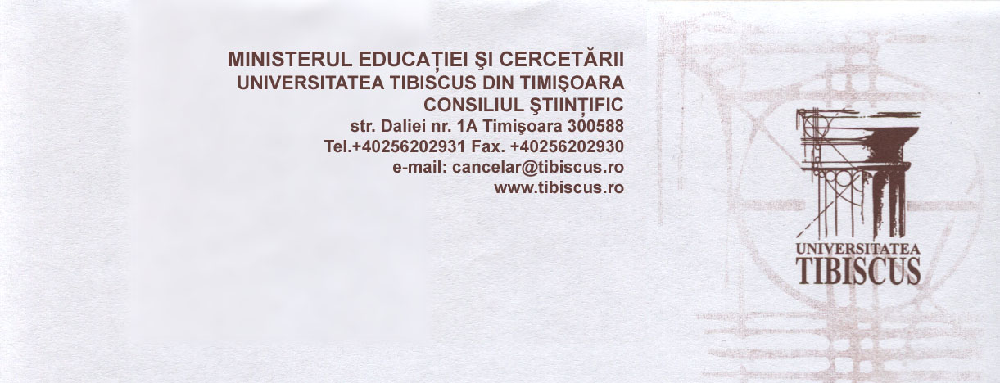 MINISTERUL EDUCAȚIEI ŞI CERCETĂRII
UNIVERSITATEA TIBISCUS DIN TIMIŞOARA
CONSILIUL ŞTIINȚIFIC
str. Daliei nr. 1A Timişoara 300588
Tel.+40256202931 Fax. +40256202930
e-mail: cancelar@tibiscus.ro
www.tibiscus.ro
UNIVERSITATEA
TIBISCUS